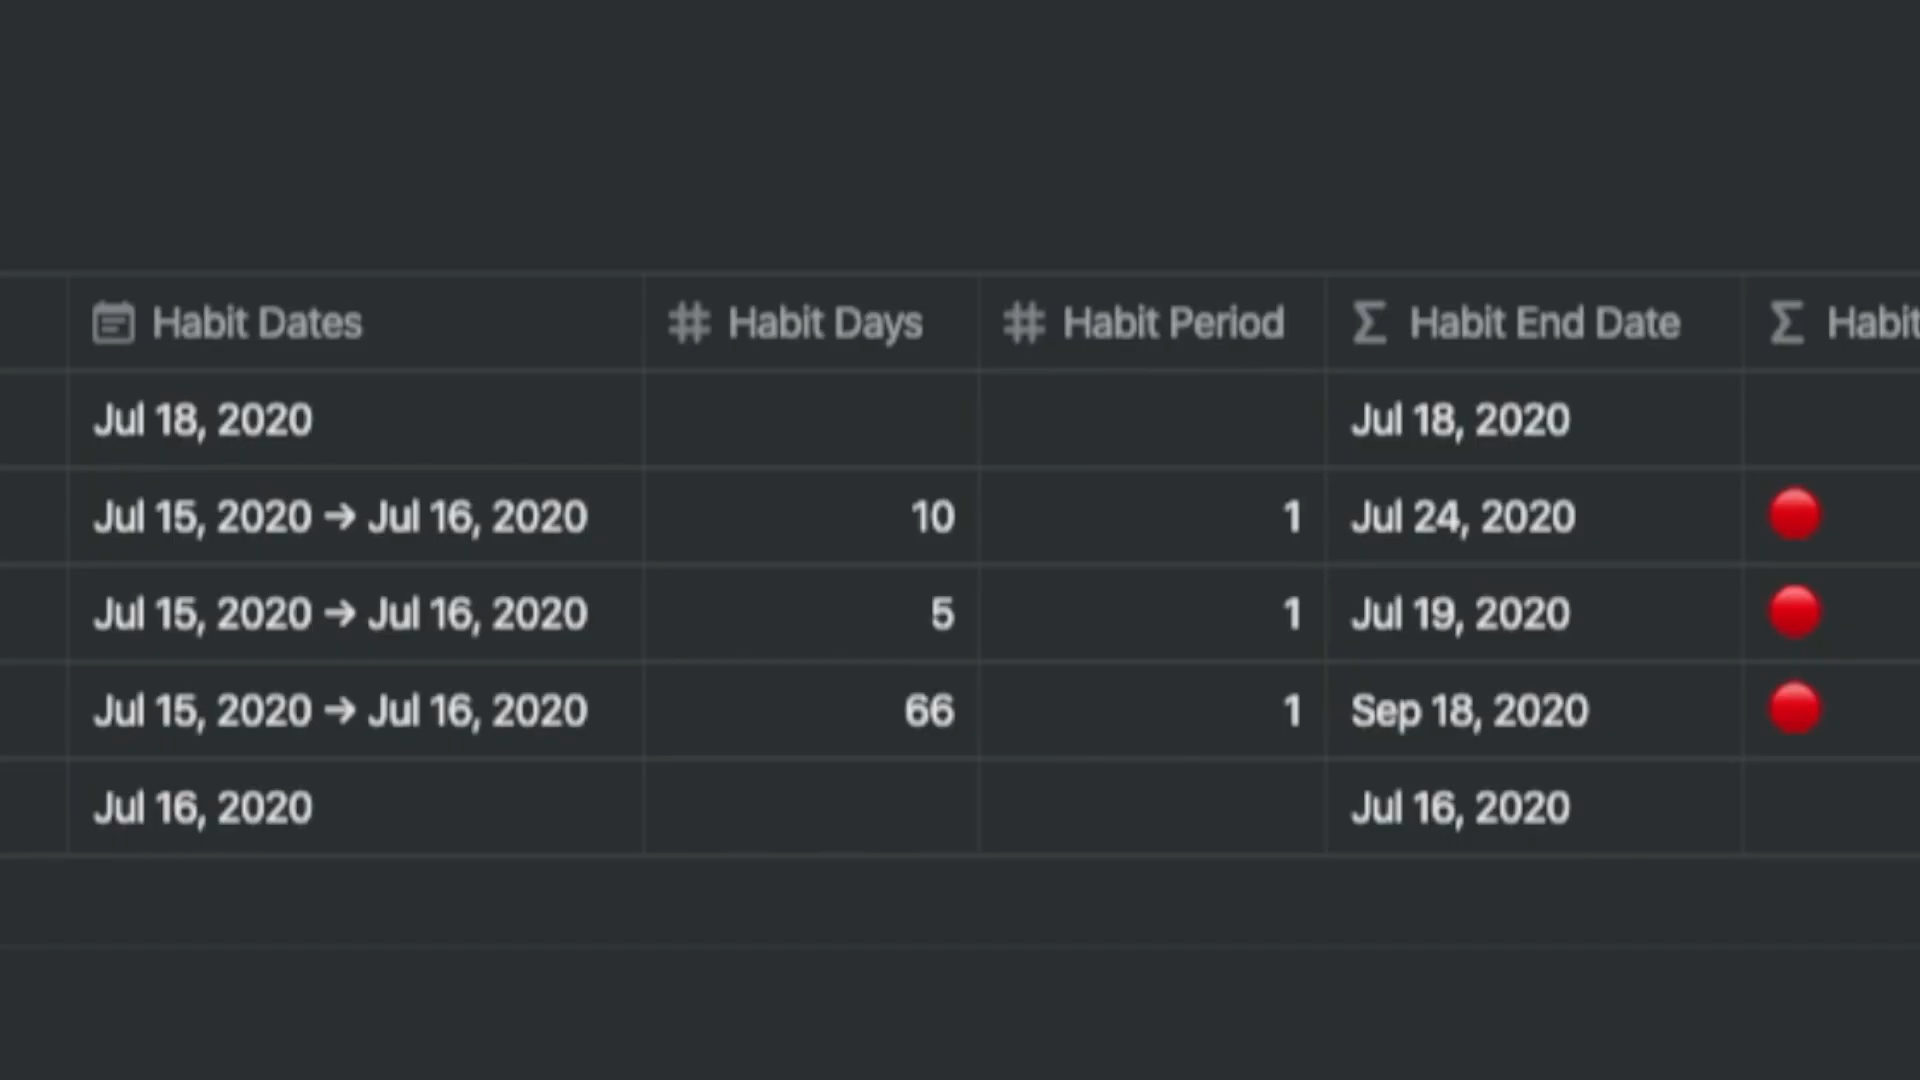 Habit Dates Habit Days Habit Period Σ Habit End Date Σ Habit
Jul 18, 2020 Jul 18, 2020
Jul 15, 2020 → Jul 16, 2020 10 1 Jul 24, 2020
Jul 15, 2020 → Jul 16, 2020 5 1 Jul 19, 2020
Jul 15, 2020 → Jul 16, 2020 66 1 Sep 18, 2020
Jul 16, 2020 Jul 16, 2020